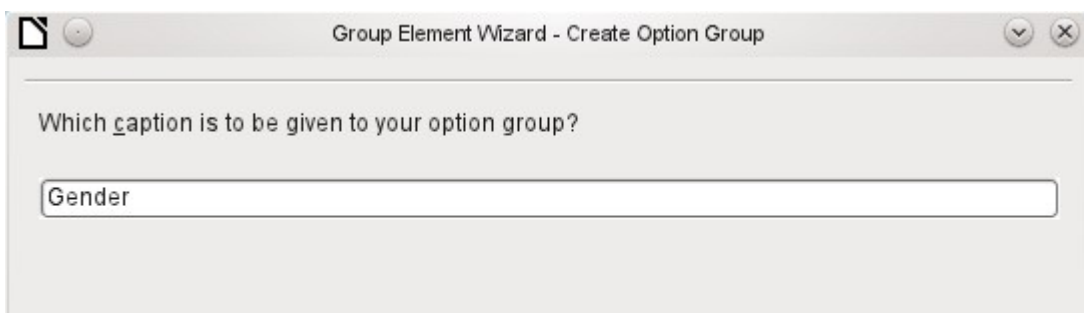 Group Element Wizard - Create Option Group
Which caption is to be given to your option group?
Gender